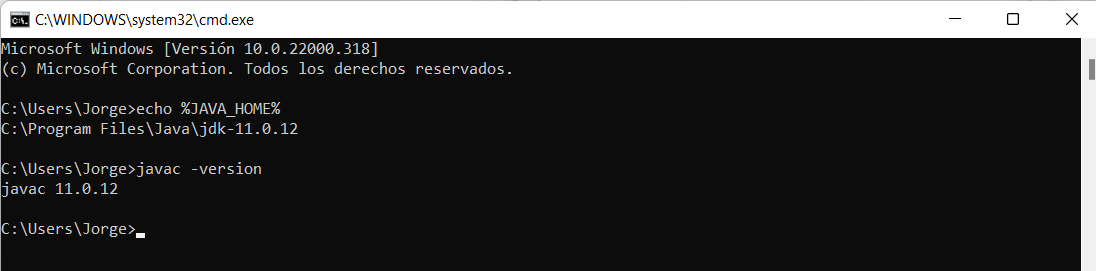 C:\WINDOWS\system32\cmd.exe
Microsoft Windows [Versión 10.0.22000.318]
(c) Microsoft Corporation. Todos los derechos reservados.
C:\Users\Jorge>echo %JAVA_HOME%
C:\Program Files\Java\jdk-11.0.12
C:\Users\Jorge>javac -version
javac 11.0.12
C:\Users\Jorge>